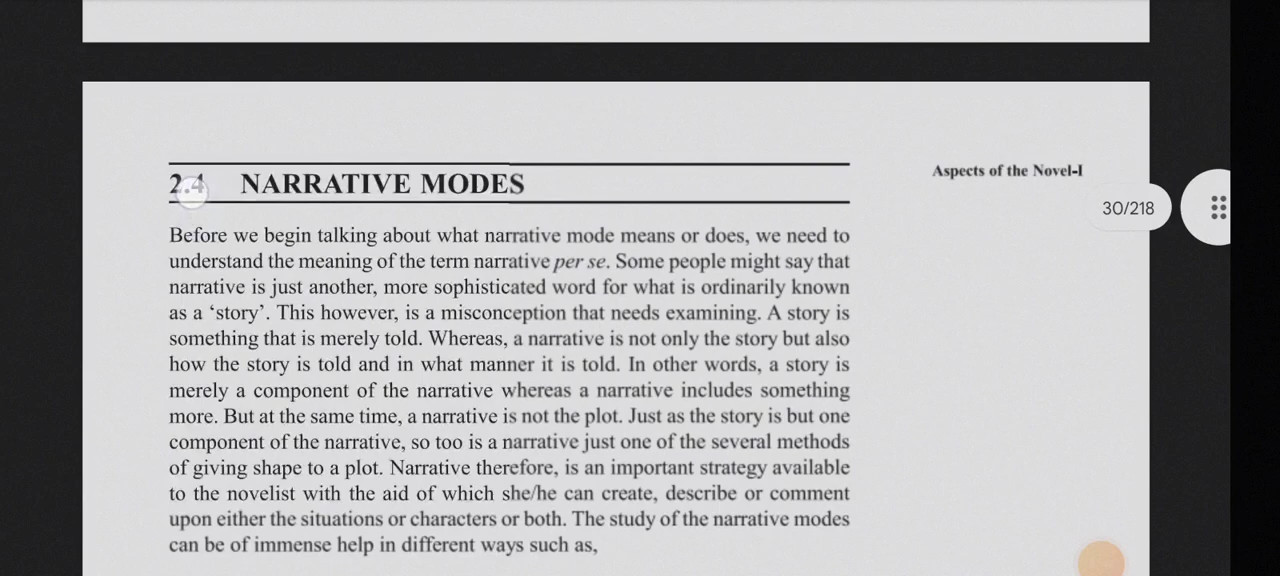 2.4 NARRATIVE MODES
Aspects of the Novel-I
30/218
Before we begin talking about what narrative mode means or does, we need to
understand the meaning of the term narrative per se. Some people might say that
narrative is just another, more sophisticated word for what is ordinarily known
as a ‘story’. This however, is a misconception that needs examining. A story is
something that is merely told. Whereas, a narrative is not only the story but also
how the story is told and in what manner it is told. In other words, a story is
merely a component of the narrative whereas a narrative includes something
more. But at the same time, a narrative is not the plot. Just as the story is but one
component of the narrative, so too is a narrative just one of the several methods
of giving shape to a plot. Narrative therefore, is an important strategy available
to the novelist with the aid of which she/he can create, describe or comment
upon either the situations or characters or both. The study of the narrative modes
can be of immense help in different ways such as,